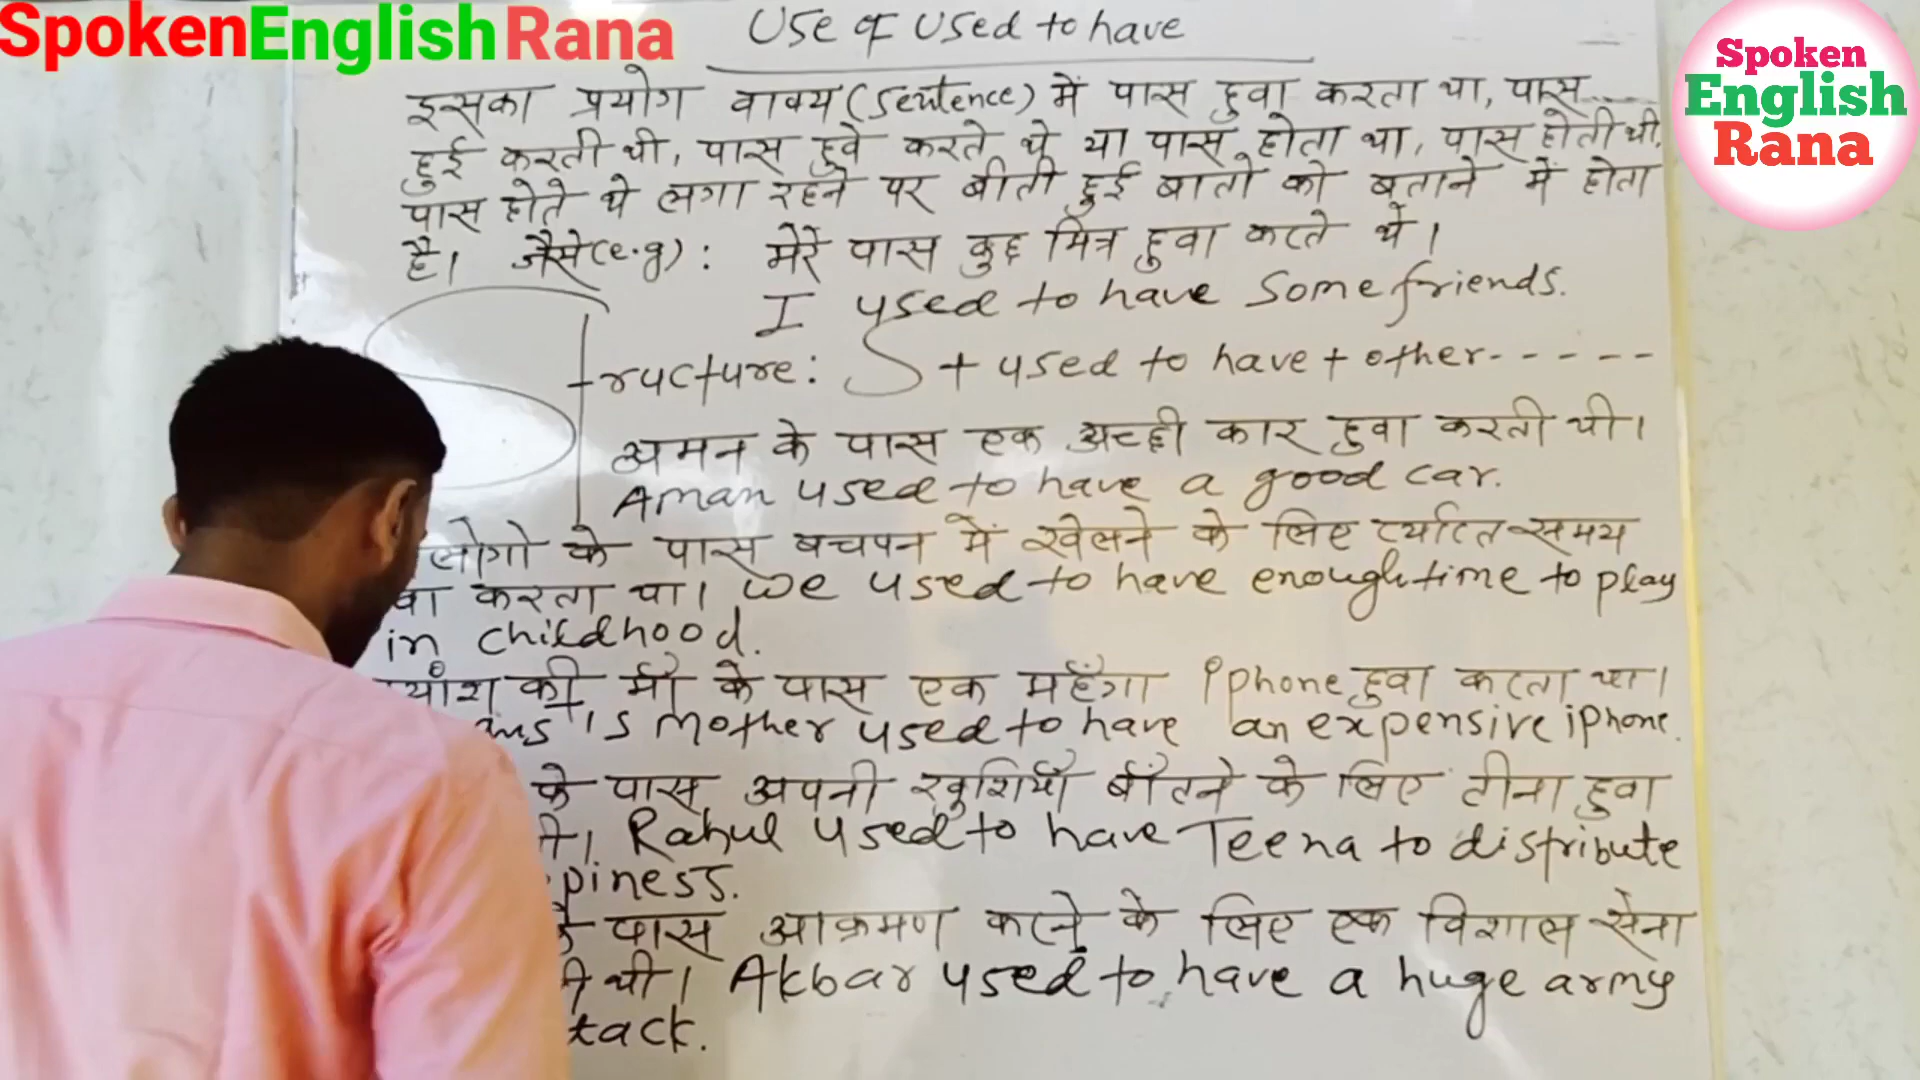 Spoken English Rana
Use of used to have
Spoken
English
Rana
इसका प्रयोग वाक्य (Sentence) में पास हुवा करता था, पास
हुई करती थी, पास हुवे करते थे या पास होता था, पास होती थी,
पास होते थे लगा रहने पर बीती हुई बातो को बताने में होता
है। जैसे (e.g) : मेरे पास कुछ मित्र हुवा करते थे।
I used to have some friends.
Structure: S + used to have + other- - - - - -
अमन के पास एक अच्छी कार हुवा करती थी।
Aman used to have a good car.
लोगो के पास बचपन में खेलने के लिए समय
वा करता था। We used to have enough time to play
in childhood.
की माँ के पास एक महँगा iphone हुवा करता था।
's mother used to have an expensive iphone.
के पास अपनी खुशियाँ बाँटने के लिए टीना हुवा
ती। Rahul used to have Teena to distribute
piness.
के पास आक्रमण करने के लिए एक विशाल सेना
ती थी। Akbar used to have a huge army
tack.